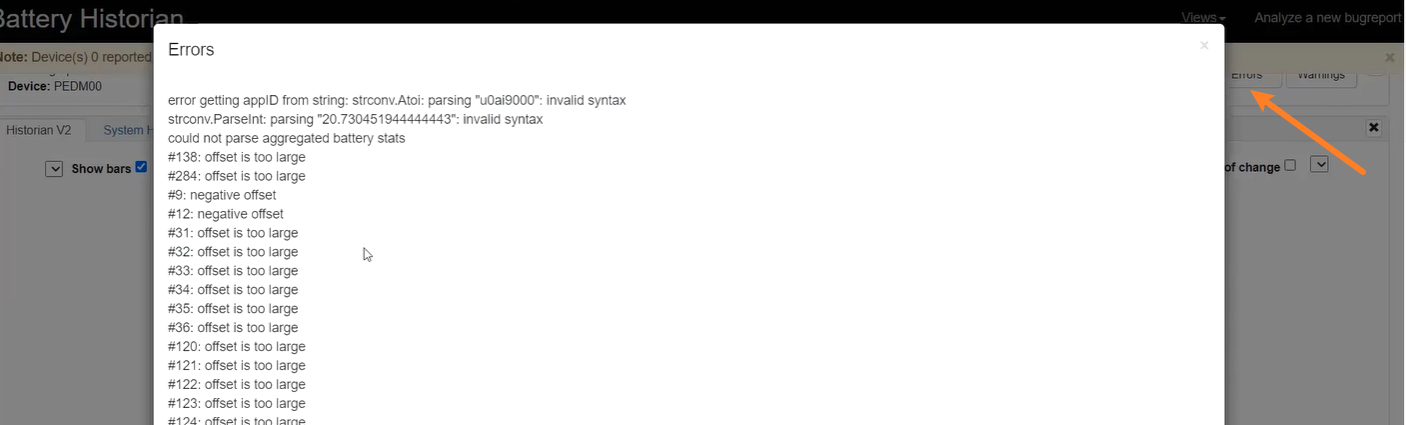 Battery Historian
Views
Analyze a new bugreport
Note: Device(s) 0 reported
Device: PEDM00
Errors
Warnings
Historian V2
System H
Show bars
of change
Errors
×
error getting appID from string: strconv.Atoi: parsing "u0ai9000": invalid syntax
strconv.ParseInt: parsing "20.730451944444443": invalid syntax
could not parse aggregated battery stats
#138: offset is too large
#284: offset is too large
#9: negative offset
#12: negative offset
#31: offset is too large
#32: offset is too large
#33: offset is too large
#34: offset is too large
#35: offset is too large
#36: offset is too large
#120: offset is too large
#121: offset is too large
#122: offset is too large
#123: offset is too large
#124: offset is too large